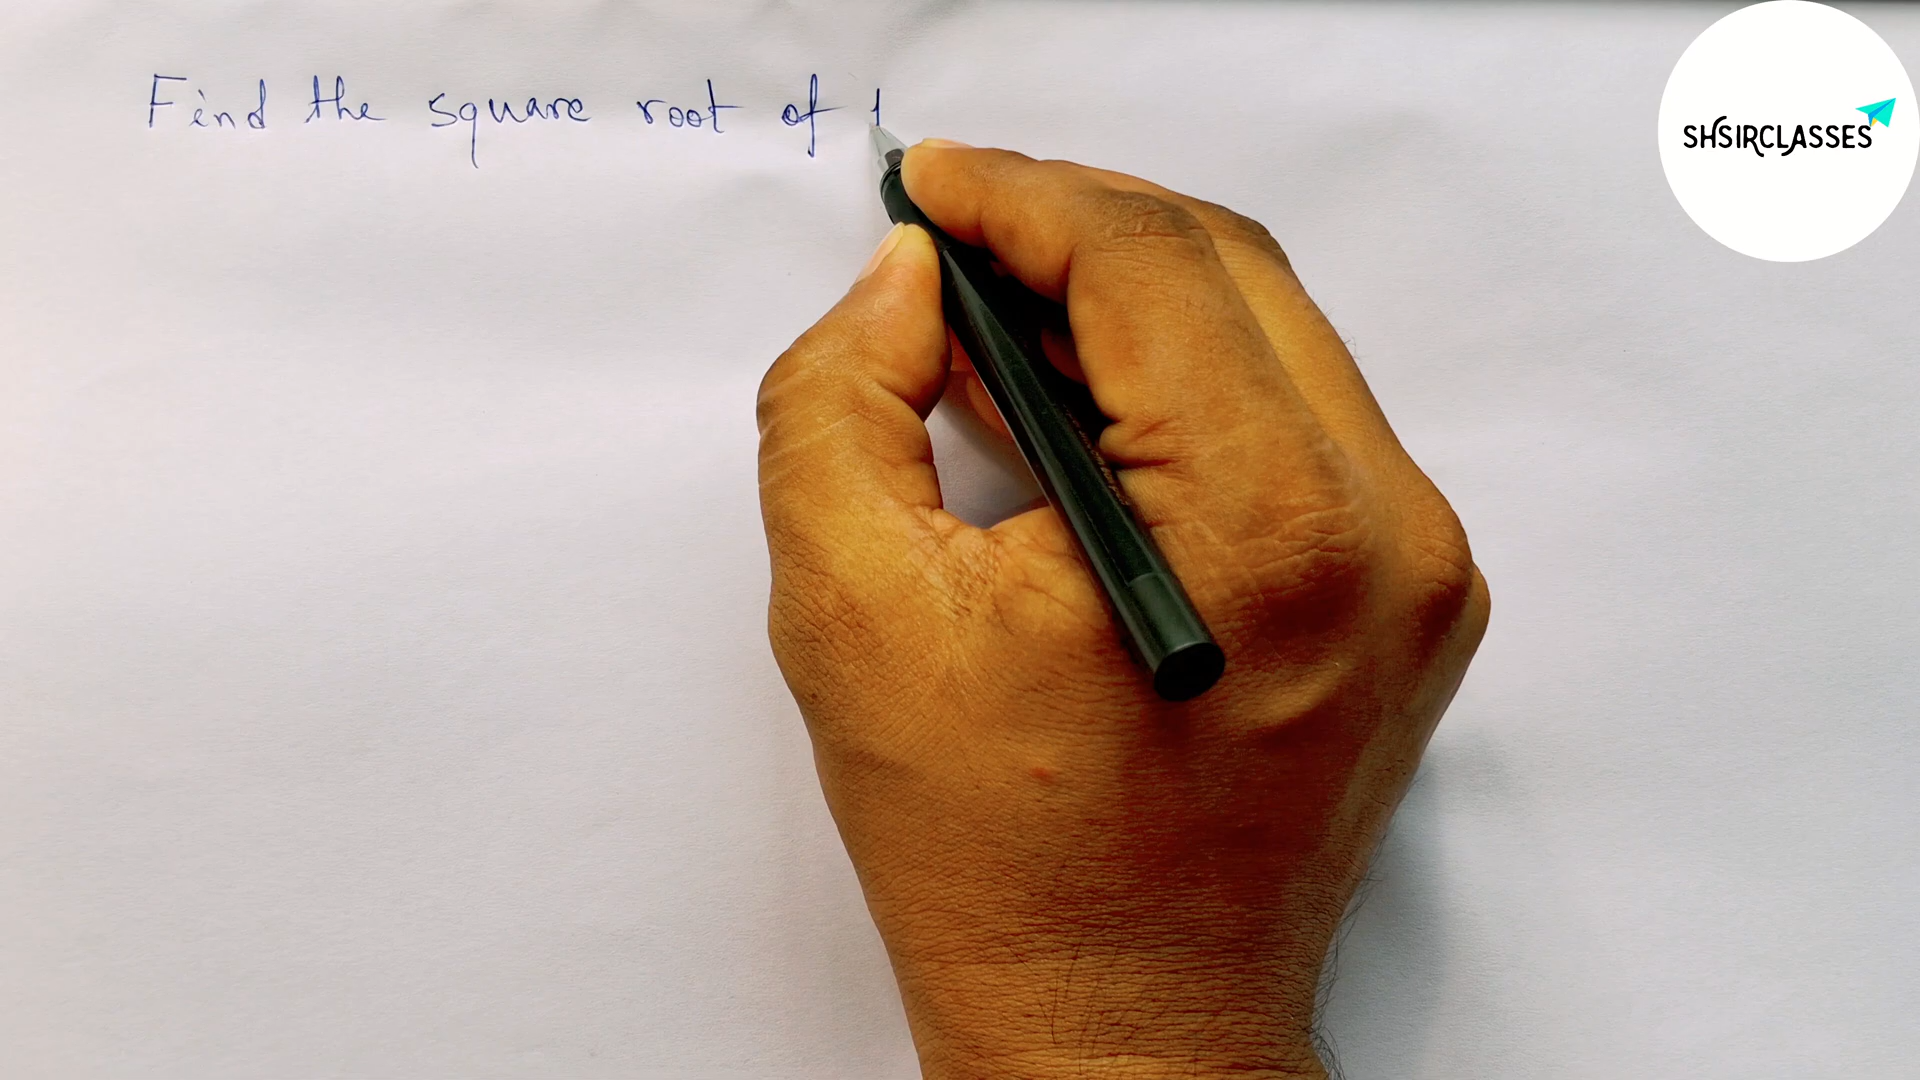 Find the square root of 1
SHSIRCLASSES